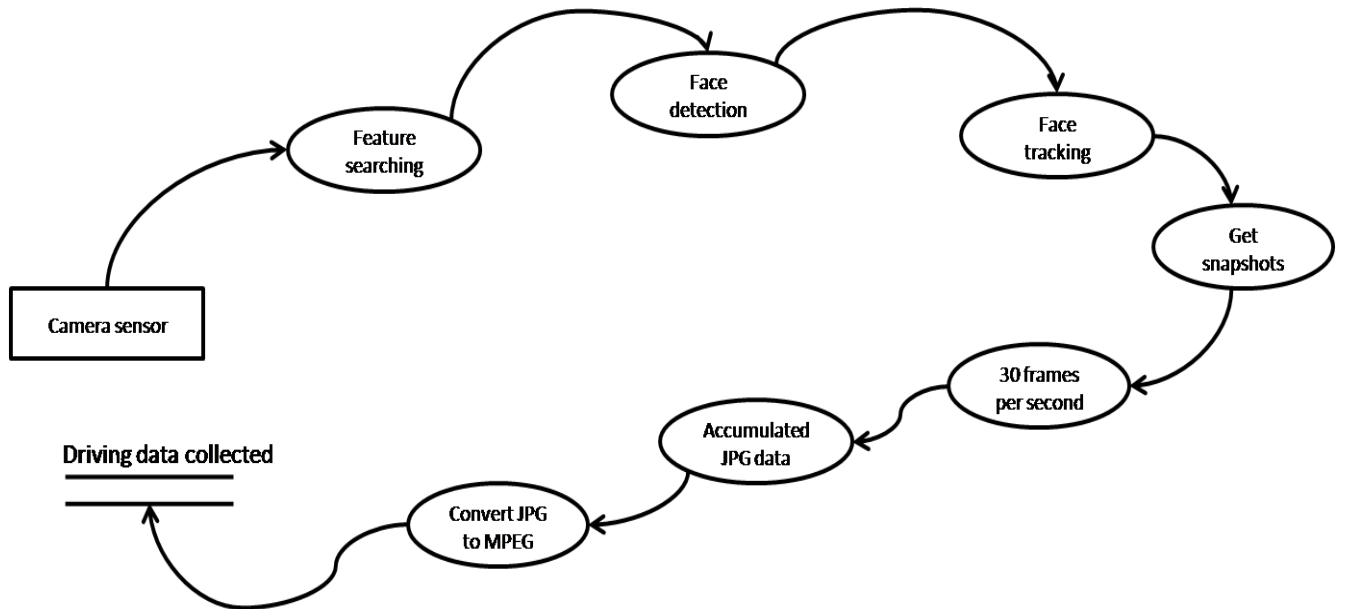 Camera sensor
Feature
searching
Face
detection
Face
tracking
Get
snapshots
30 frames
per second
Accumulated
JPG data
Convert JPG
to MPEG
Driving data collected